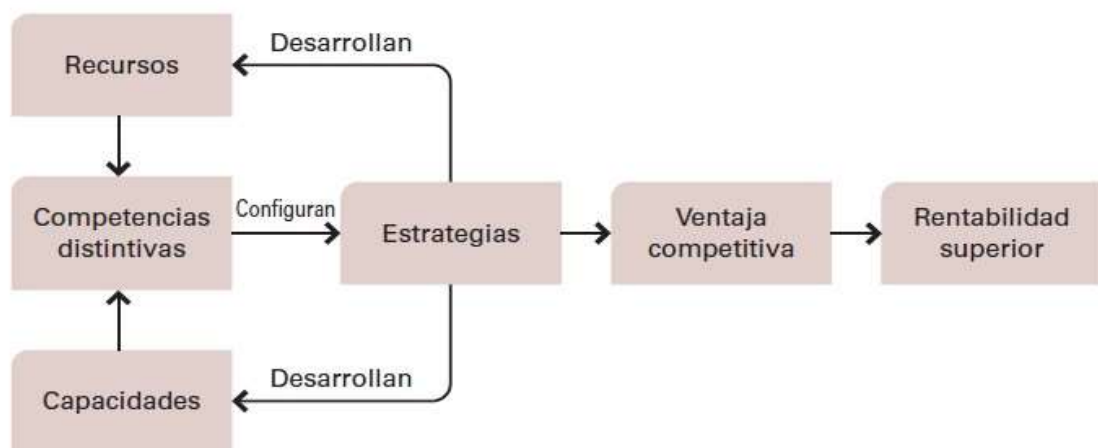 Desarrollan
Recursos
Competencias
distintivas
Configuran
Estrategias
Ventaja
competitiva
Rentabilidad
superior
Desarrollan
Capacidades